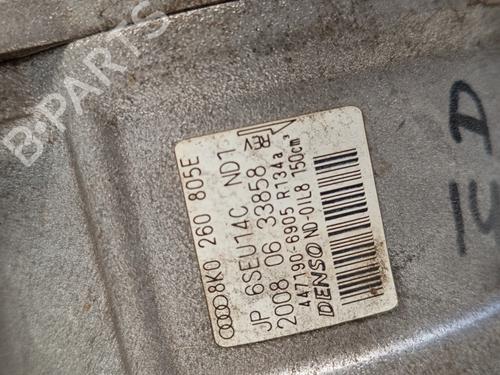 8K0 260 805E
JP 6SEU14C ND1
2008 06 33858
447190-6905 R134a
DENSO ND-OIL8 150cm³
B-PARTS